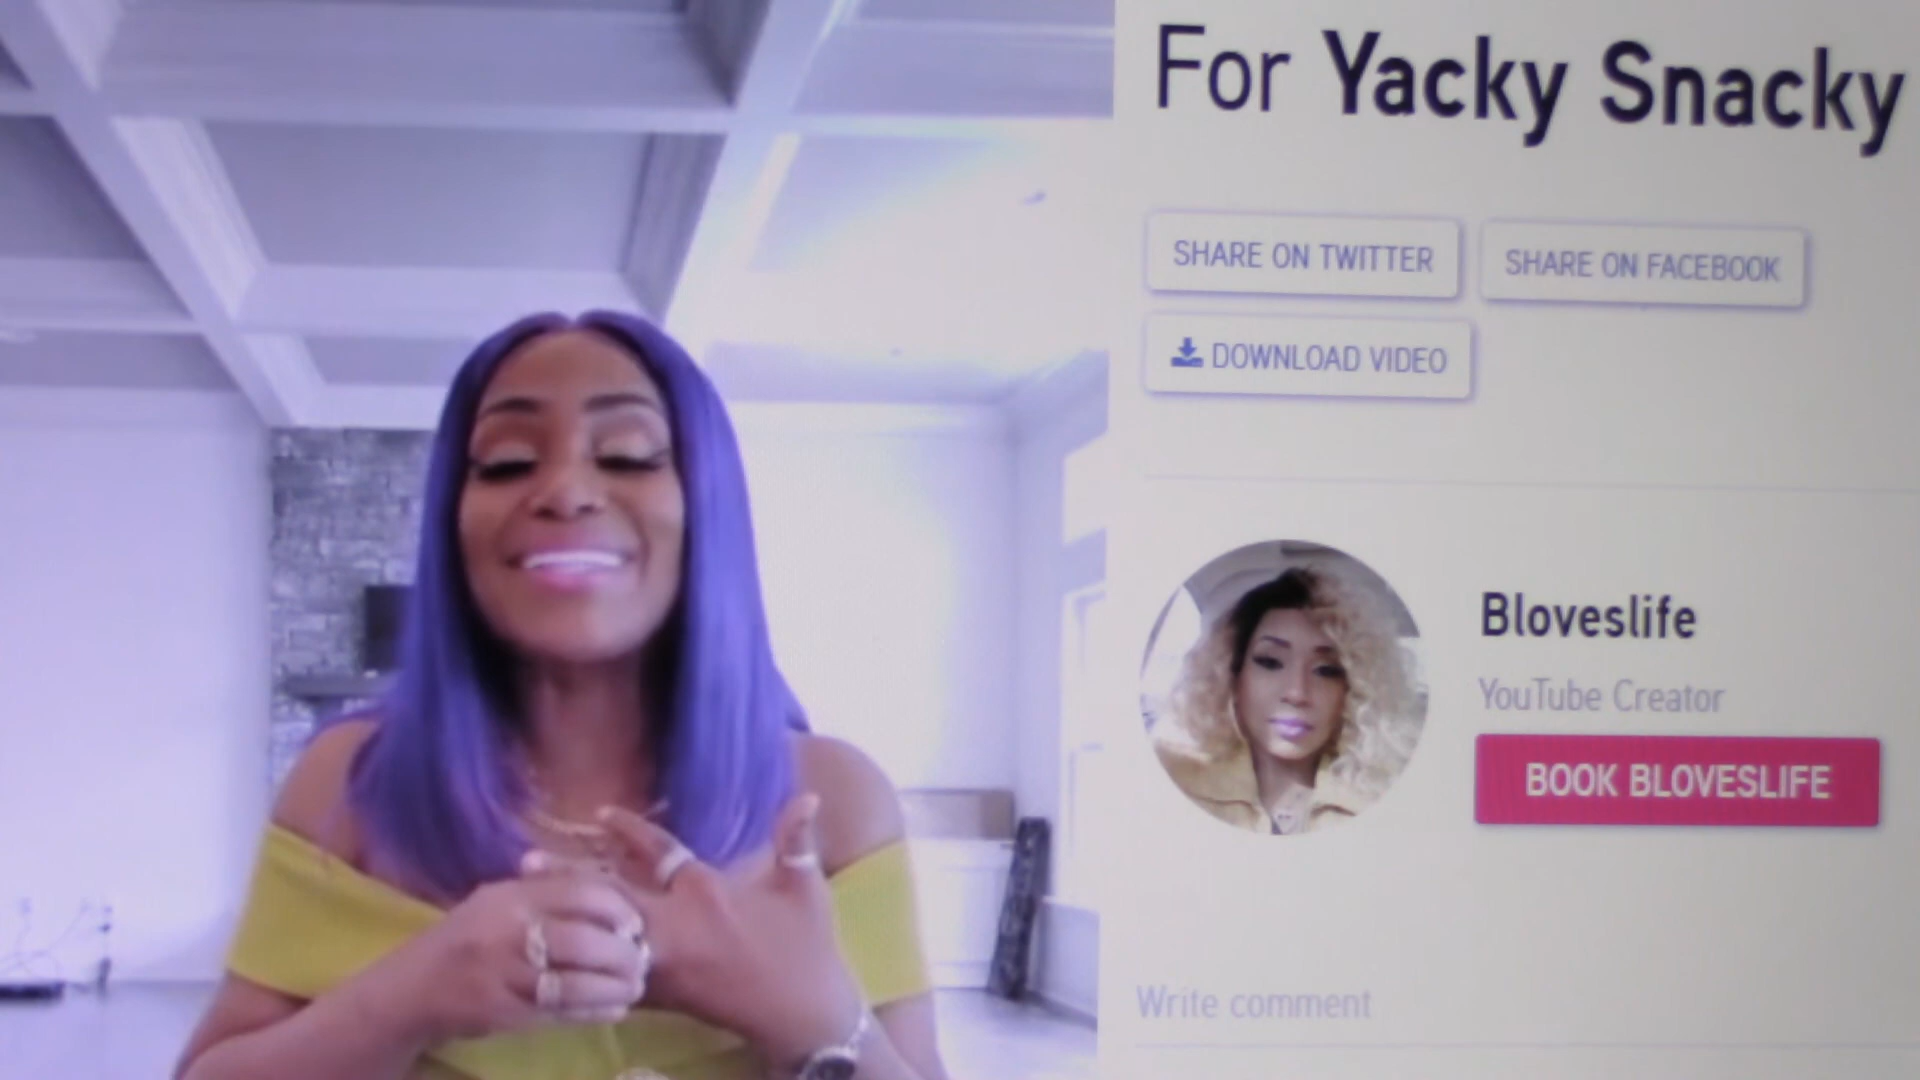 For Yacky Snacky
SHARE ON TWITTER
SHARE ON FACEBOOK
DOWNLOAD VIDEO
Bloveslife
YouTube Creator
BOOK BLOVESLIFE
Write comment